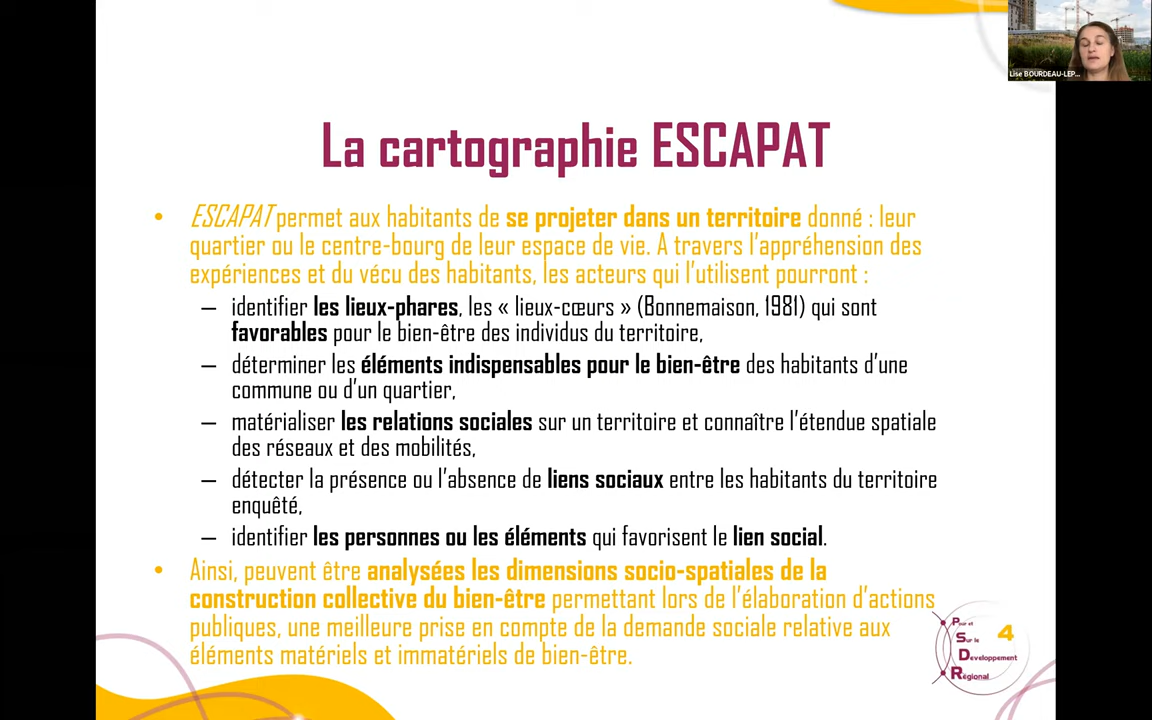 Lise BOURDEAU-LEP...
La cartographie ESCAPAT
• ESCAPAT permet aux habitants de se projeter dans un territoire donné : leur
quartier ou le centre-bourg de leur espace de vie. A travers l'appréhension des
expériences et du vécu des habitants, les acteurs qui l'utilisent pourront :
– identifier les lieux-phares, les « lieux-cœurs » (Bonnemaison, 1981) qui sont
favorables pour le bien-être des individus du territoire,
– déterminer les éléments indispensables pour le bien-être des habitants d'une
commune ou d'un quartier,
– matérialiser les relations sociales sur un territoire et connaître l'étendue spatiale
des réseaux et des mobilités,
– détecter la présence ou l'absence de liens sociaux entre les habitants du territoire
enquêté,
– identifier les personnes ou les éléments qui favorisent le lien social.
• Ainsi, peuvent être analysées les dimensions socio-spatiales de la
construction collective du bien-être permettant lors de l'élaboration d'actions
publiques, une meilleure prise en compte de la demande sociale relative aux
éléments matériels et immatériels de bien-être.
Pour et
Sur le
Developpement
Régional
4